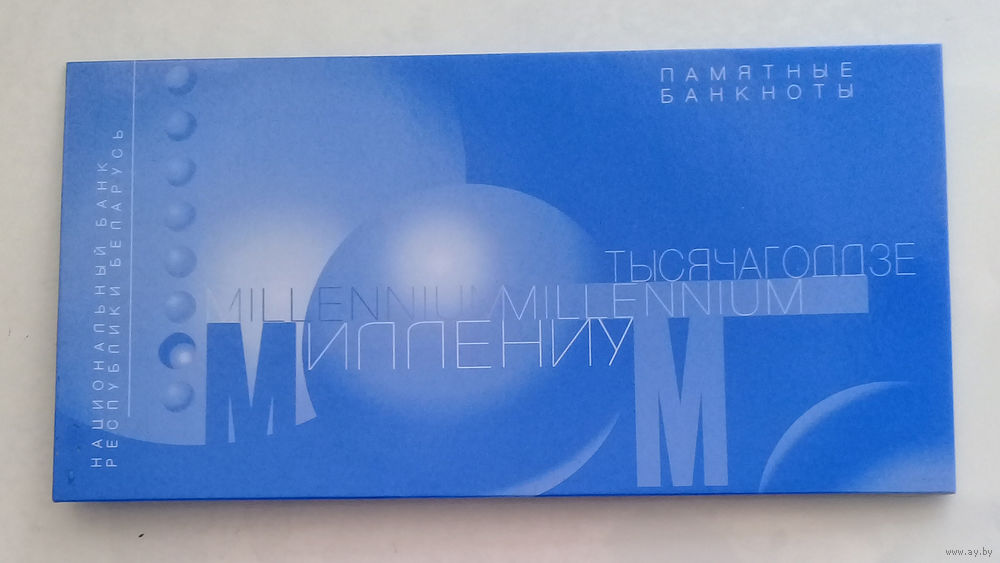 ПАМЯТНЫЕ
БАНКНОТЫ
НАЦИОНАЛЬНЫЙ БАНК
РЕСПУБЛИКИ БЕЛАРУСЬ
ТЫСЯЧАГОДДЗЕ
MILLENNIUM MILLENNIUM
МИЛЛЕНИУМ
www.ay.by